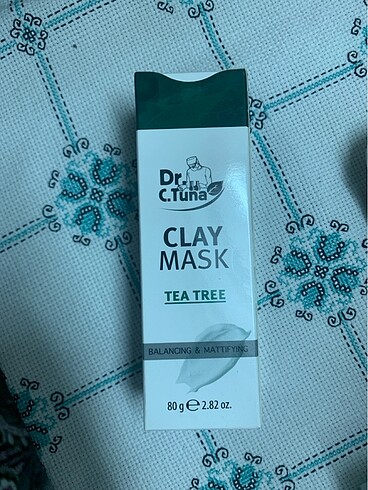 Dr.
C.Tuna
CLAY
MASK
TEA TREE
BALANCING & MATTIFYING
80 g ℮ 2.82 oz.